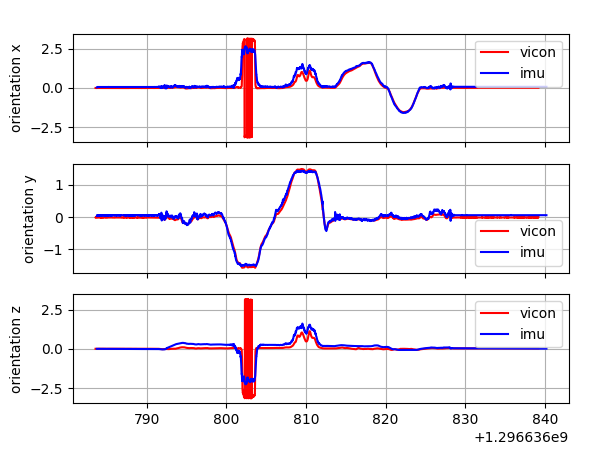 orientation x
2.5
0.0
−2.5
vicon
imu
orientation y
1
0
−1
vicon
imu
orientation z
2.5
0.0
−2.5
vicon
imu
790 800 810 820 830 840
+1.296636e9